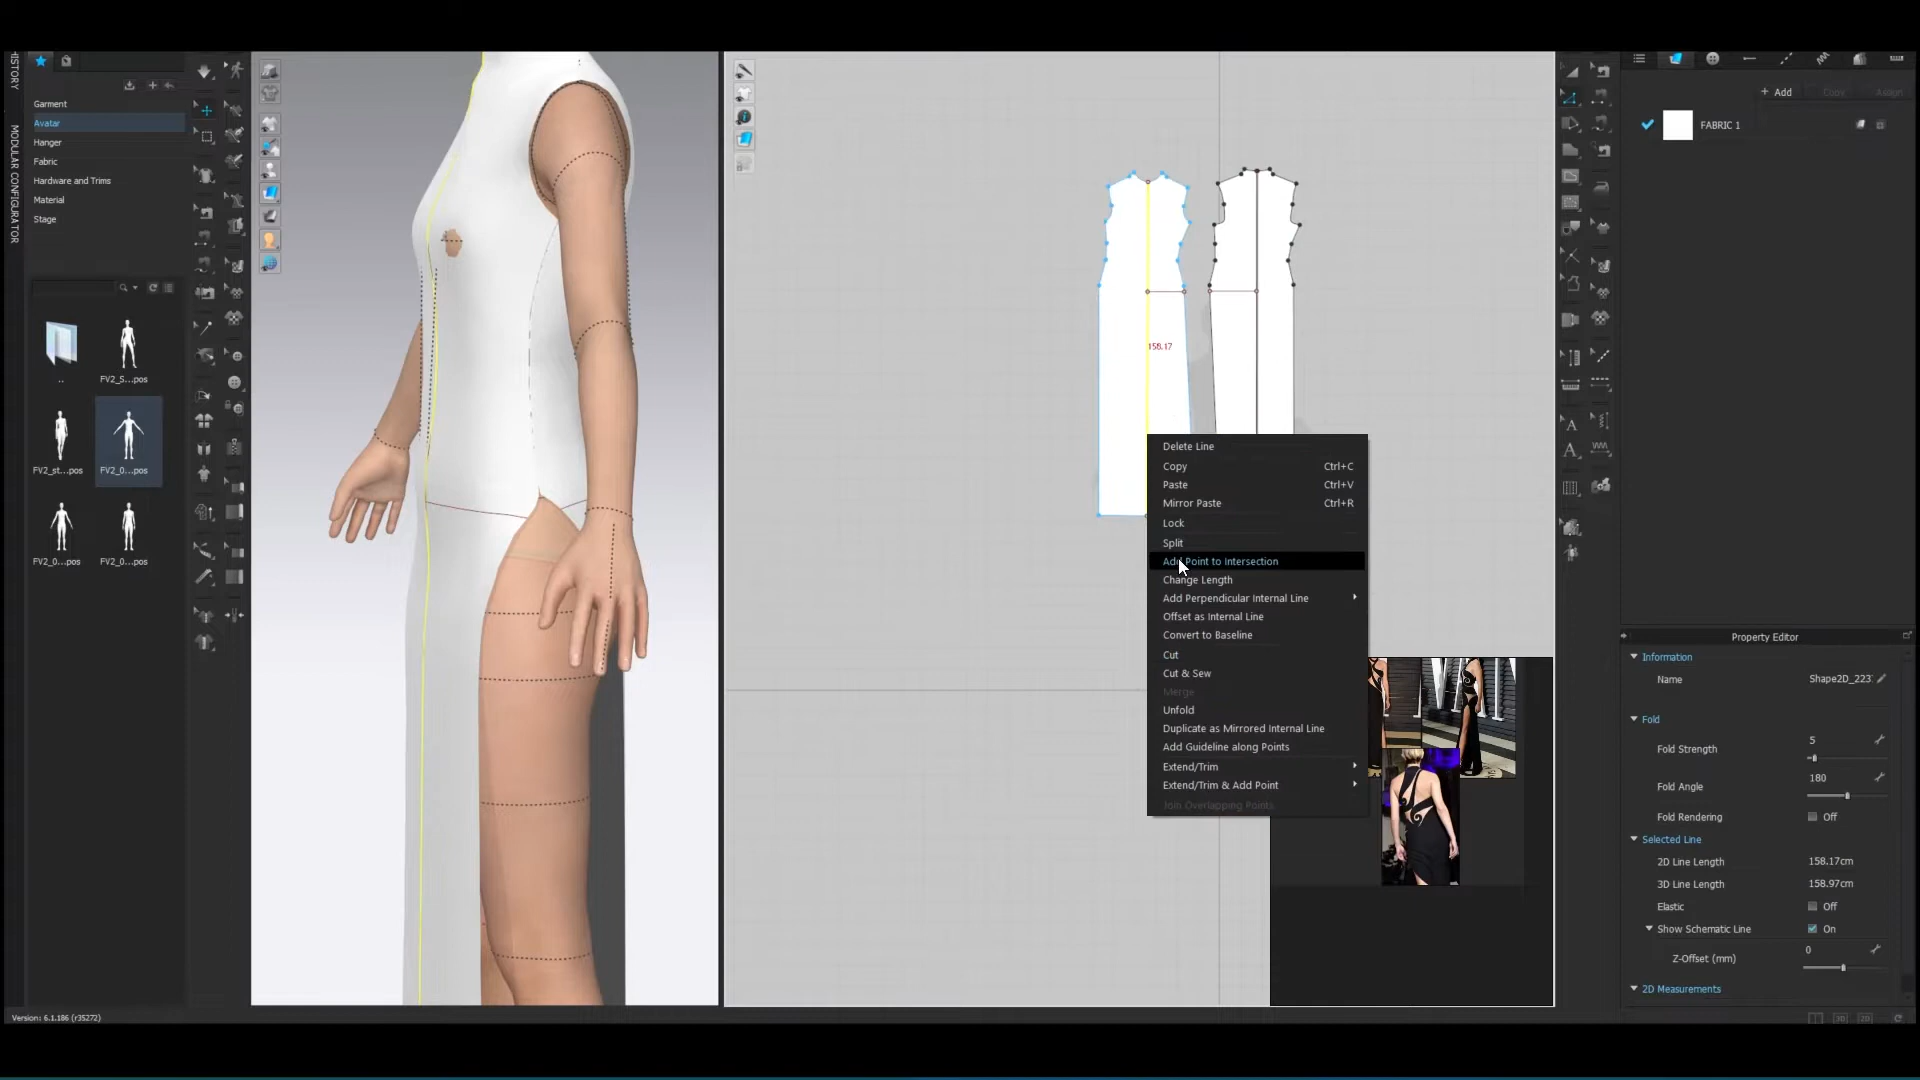 HISTORY
MODULAR CONFIGURATOR
Garment
Avatar
Hanger
Fabric
Hardware and Trims
Material
Stage
..
FV2_S...pos
FV2_st...pos
FV2_0...pos
FV2_0...pos
FV2_0...pos
Version: 6.1.186 (r35272)
158.17
Delete Line
Copy Ctrl+C
Paste Ctrl+V
Mirror Paste Ctrl+R
Lock
Split
Add Point to Intersection
Change Length
Add Perpendicular Internal Line
Offset as Internal Line
Convert to Baseline
Cut
Cut & Sew
Merge
Unfold
Duplicate as Mirrored Internal Line
Add Guideline along Points
Extend/Trim
Extend/Trim & Add Point
Join Overlapping Points
+ Add Copy Assign
FABRIC 1
Property Editor
Information
Name Shape2D_223
Fold
Fold Strength 5
Fold Angle 180
Fold Rendering Off
Selected Line
2D Line Length 158.17cm
3D Line Length 158.97cm
Elastic Off
Show Schematic Line On
Z-Offset (mm) 0
2D Measurements
3D
2D